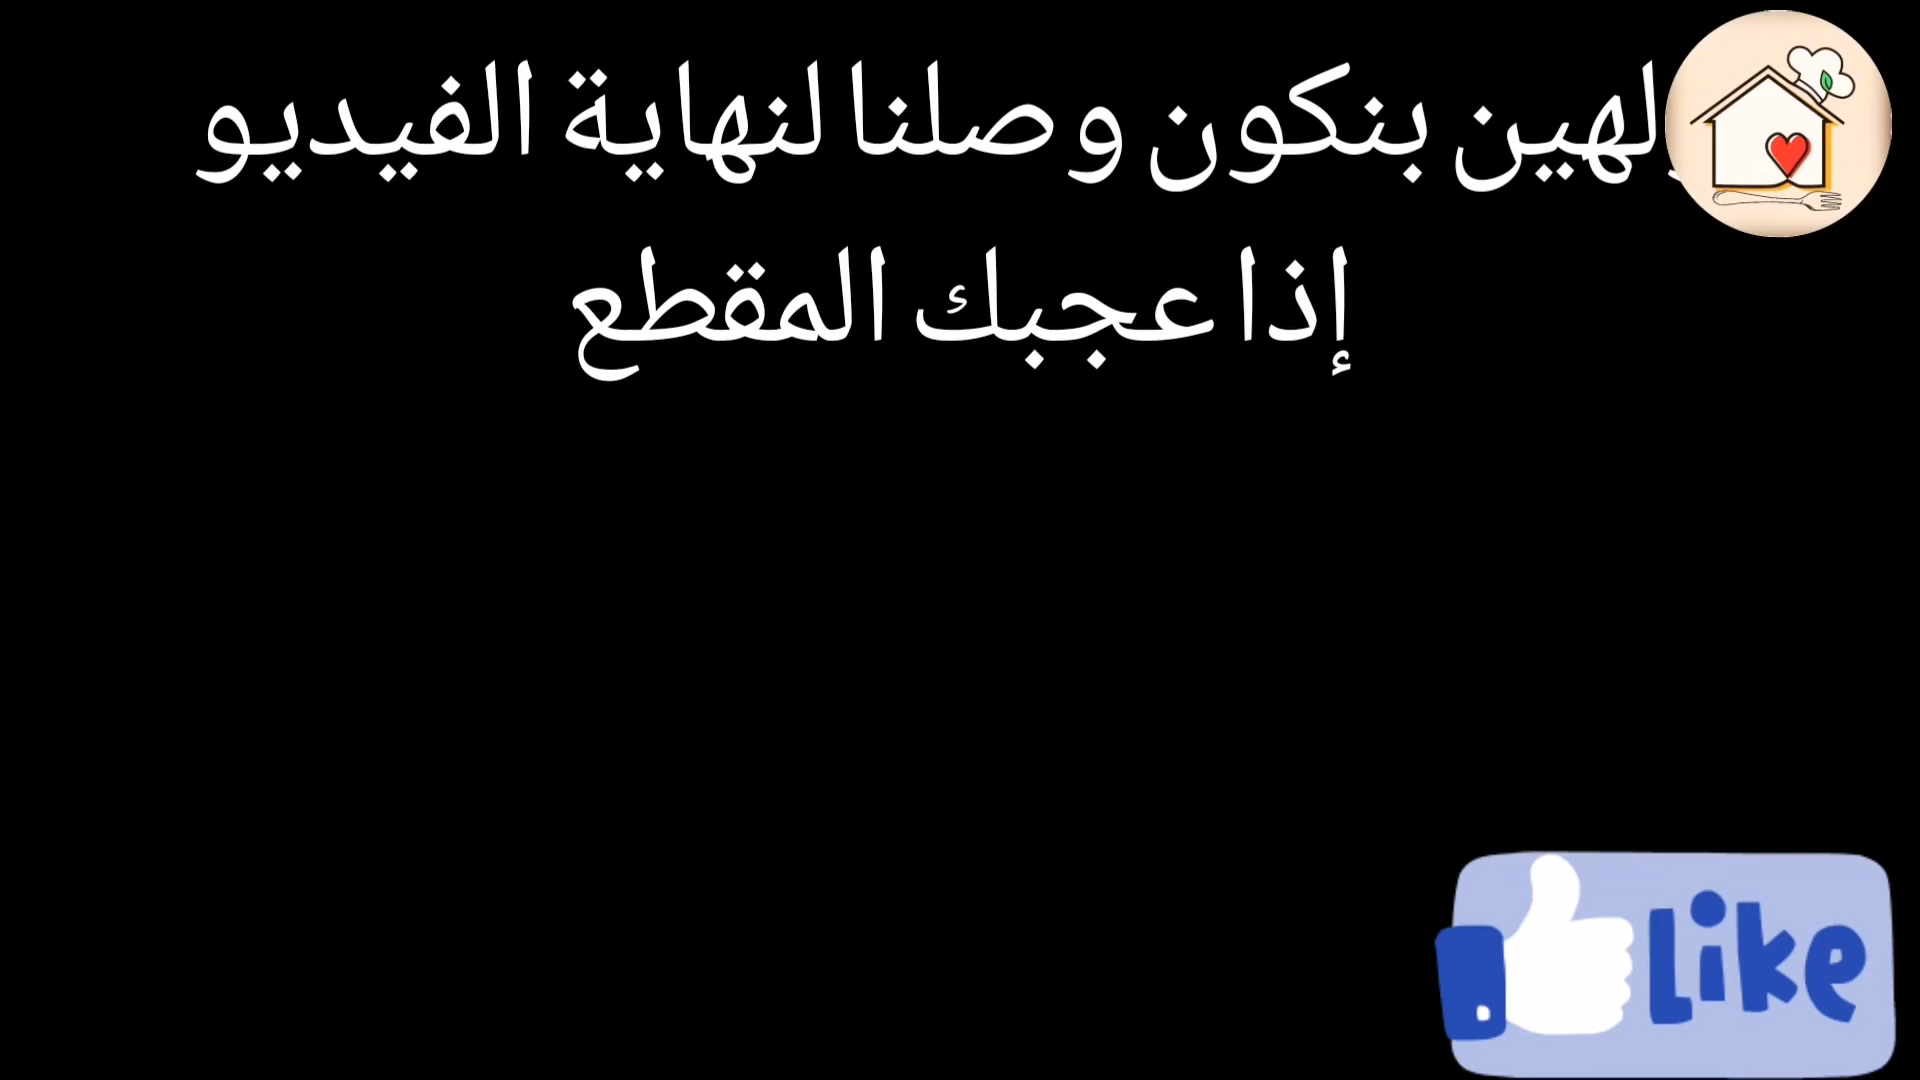 لهين بنكون وصلنا لنهاية الفيديو
إذا عجبك المقطع
Like